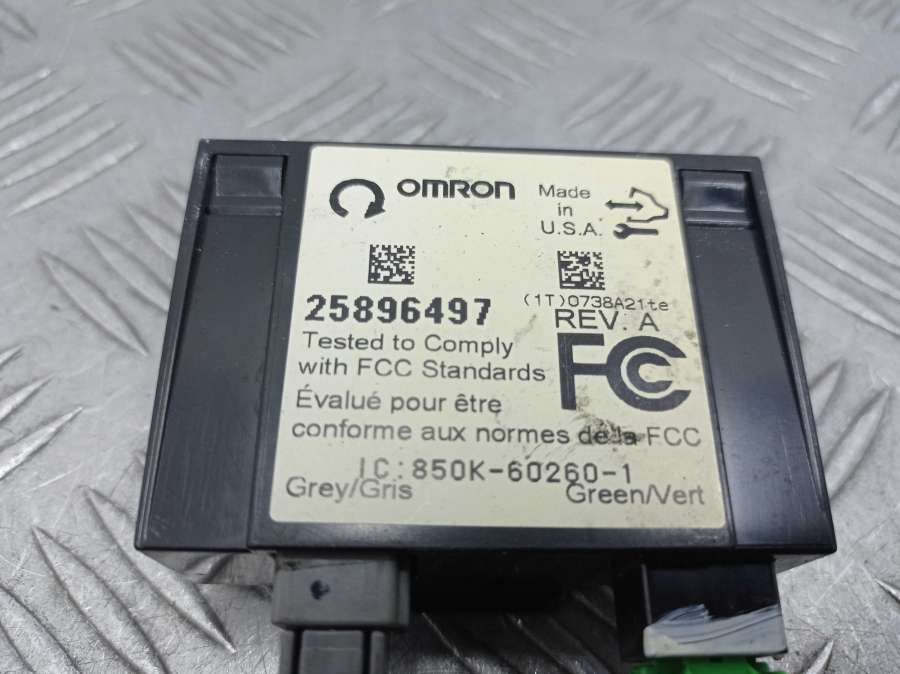 OMRON
Made
in
U.S.A.
25896497
(1T)0738A21te
REV. A
Tested to Comply
with FCC Standards
FC
Évalué pour être
conforme aux normes de la FCC
IC:850K-60260-1
Grey/Gris
Green/Vert